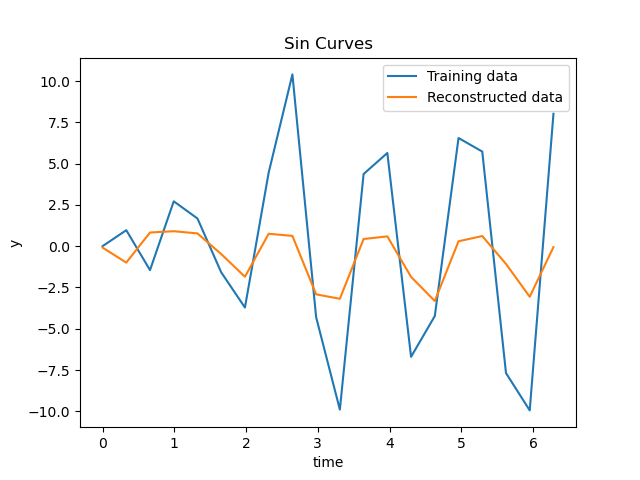 Sin Curves
Training data
Reconstructed data
10.0
7.5
5.0
2.5
0.0
−2.5
−5.0
−7.5
−10.0
y
0 1 2 3 4 5 6
time